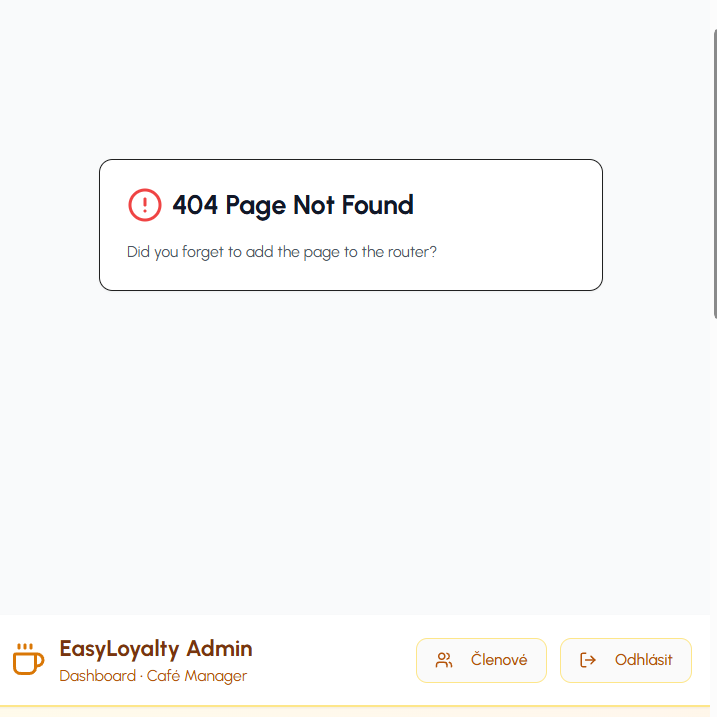 404 Page Not Found
Did you forget to add the page to the router?
EasyLoyalty Admin
Dashboard · Café Manager
Členové
Odhlásit